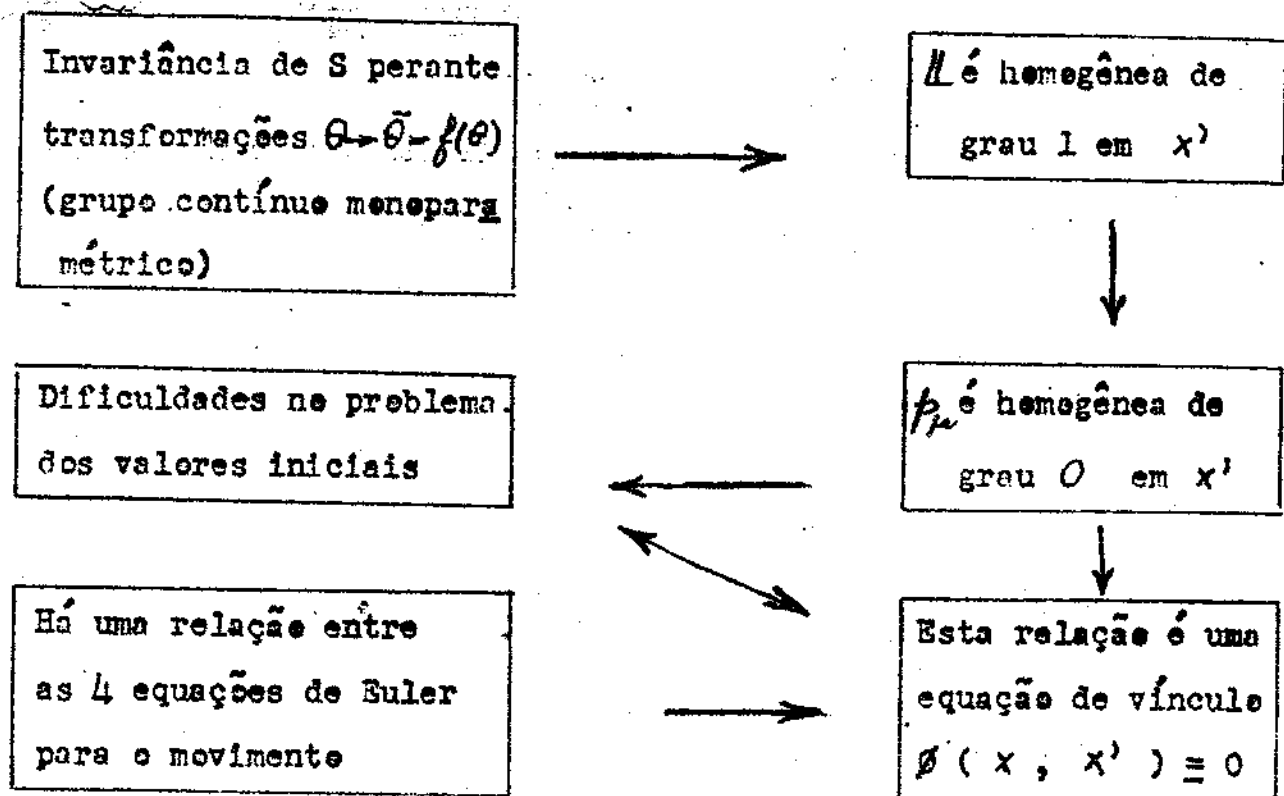 Invariância de S perante
transformações θ→θ̃=f(θ)
(grupo contínuo monopara
métrico)
L é homogênea de
grau 1 em x'
Dificuldades no problema
dos valores iniciais
pμ é homogênea de
grau 0 em x'
Há uma relação entre
as 4 equações de Euler
para o movimento
Esta relação é uma
equação de vínculo
Ø ( x , x' ) ≡ 0